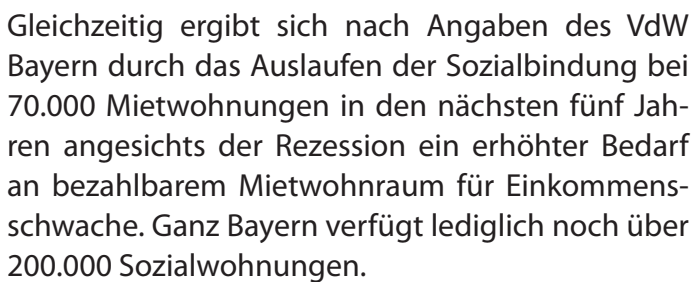 Gleichzeitig ergibt sich nach Angaben des VdW
Bayern durch das Auslaufen der Sozialbindung bei
70.000 Mietwohnungen in den nächsten fünf Jah-
ren angesichts der Rezession ein erhöhter Bedarf
an bezahlbarem Mietwohnraum für Einkommens-
schwache. Ganz Bayern verfügt lediglich noch über
200.000 Sozialwohnungen.